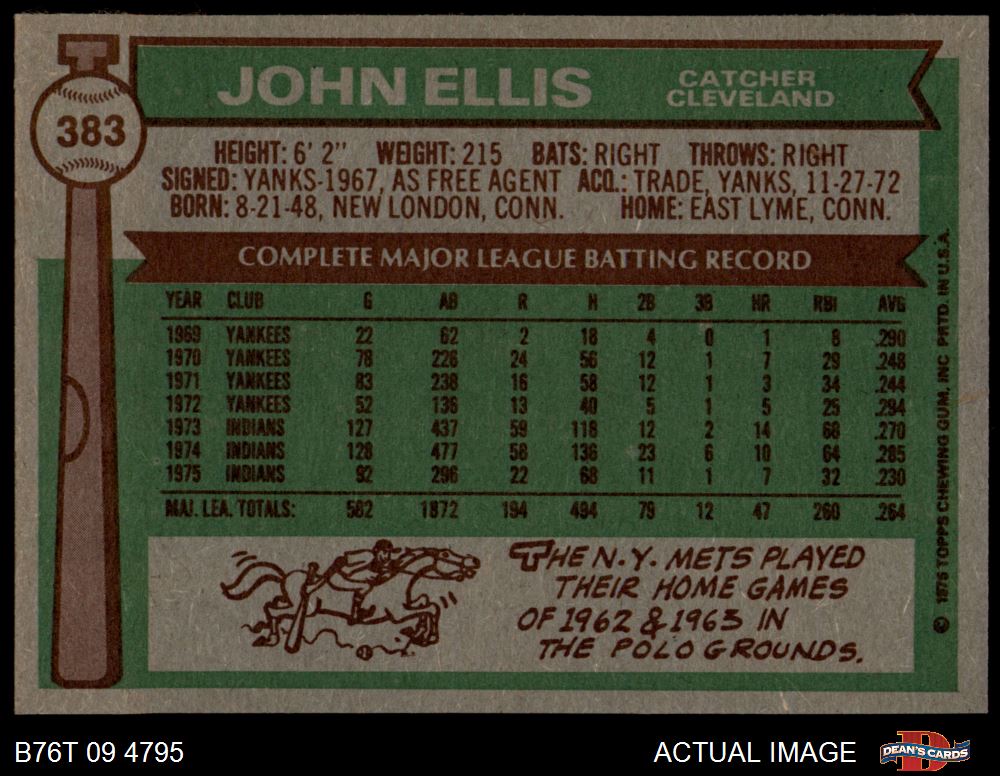 383
JOHN ELLIS
CATCHER
CLEVELAND
HEIGHT: 6' 2" WEIGHT: 215 BATS: RIGHT THROWS: RIGHT
SIGNED: YANKS-1967, AS FREE AGENT ACQ.: TRADE, YANKS, 11-27-72
BORN: 8-21-48, NEW LONDON, CONN. HOME: EAST LYME, CONN.
COMPLETE MAJOR LEAGUE BATTING RECORD
YEAR CLUB G AB R H 2B 3B HR RBI AVG
1969 YANKEES 22 62 2 18 4 0 1 8 .290
1970 YANKEES 78 226 24 56 12 1 7 29 .248
1971 YANKEES 83 238 16 58 12 1 3 34 .244
1972 YANKEES 52 136 13 40 5 1 5 25 .294
1973 INDIANS 127 437 59 118 12 2 14 68 .270
1974 INDIANS 128 477 58 136 23 6 10 64 .285
1975 INDIANS 92 296 22 68 11 1 7 32 .230
MAJ. LEA. TOTALS: 582 1872 194 494 79 12 47 260 .264
THE N.Y. METS PLAYED
THEIR HOME GAMES
OF 1962 & 1963 IN
THE POLO GROUNDS.
© 1976 TOPPS CHEWING GUM, INC PRTD. IN U.S.A.
B76T 09 4795
ACTUAL IMAGE
DEAN'S CARDS